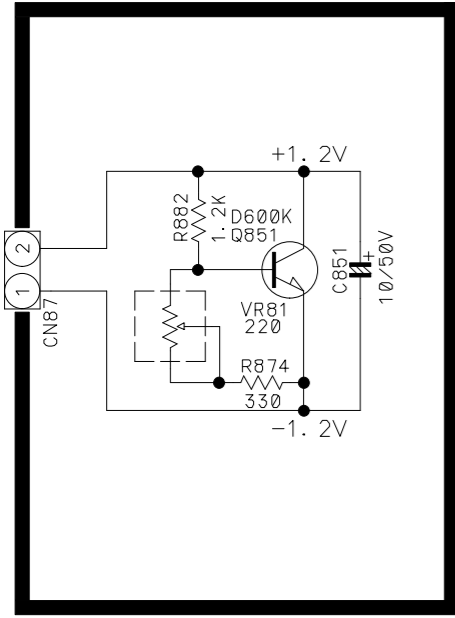 +1. 2V
R882
1. 2K
D600K
Q851
2
1
CN87
C851
+
10/50V
VR81
220
R874
330
-1. 2V